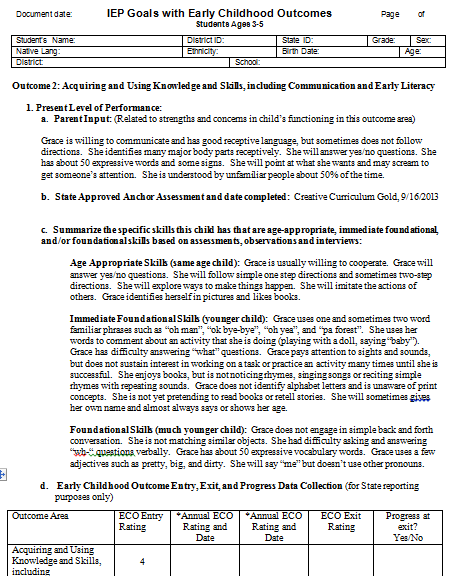 Document date: IEP Goals with Early Childhood Outcomes Page of
Students Ages 3-5
Student's Name: District ID: State ID: Grade: Sex:
Native Lang: Ethnicity: Birth Date: Age:
District: School:
Outcome 2: Acquiring and Using Knowledge and Skills, including Communication and Early Literacy
1. Present Level of Performance:
a. Parent Input: (Related to strengths and concerns in child's functioning in this outcome area)
Grace is willing to communicate and has good receptive language, but sometimes does not follow
directions. She identifies many major body parts receptively. She will answer yes/no questions. She
has about 50 expressive words and some signs. She will point at what she wants and may scream to
get someone's attention. She is understood by unfamiliar people about 50% of the time.
b. State Approved Anchor Assessment and date completed: Creative Curriculum Gold, 9/16/2013
c. Summarize the specific skills this child has that are age-appropriate, immediate foundational,
and/or foundational skills based on assessments, observations and interviews:
Age Appropriate Skills (same age child): Grace is usually willing to cooperate. Grace will
answer yes/no questions. She will follow simple one step directions and sometimes two-step
directions. She will explore ways to make things happen. She will imitate the actions of
others. Grace identifies herself in pictures and likes books.
Immediate Foundational Skills (younger child): Grace uses one and sometimes two word
familiar phrases such as "oh man", "ok bye-bye", "oh yea", and "pa forest". She uses her
words to comment about an activity that she is doing (playing with a doll, saying "baby").
Grace has difficulty answering "what" questions. Grace pays attention to sights and sounds,
but does not sustain interest in working on a task or practice an activity many times until she is
successful. She enjoys books, but is not noticing rhymes, singing songs or reciting simple
rhymes with repeating sounds. Grace does not identify alphabet letters and is unaware of print
concepts. She is not yet pretending to read books or retell stories. She will sometimes gives
her own name and almost always says or shows her age.
Foundational Skills (much younger child): Grace does not engage in simple back and forth
conversation. She is not matching similar objects. She had difficulty asking and answering
"wh-" questions verbally. Grace has about 50 expressive vocabulary words. Grace uses a few
adjectives such as pretty, big, and dirty. She will say "me" but doesn't use other pronouns.
d. Early Childhood Outcome Entry, Exit, and Progress Data Collection (for State reporting
purposes only)
Outcome Area ECO Entry *Annual ECO *Annual ECO ECO Exit Progress at
Rating Rating and Rating and Rating exit?
Date Date Yes/No
Acquiring and Using
Knowledge and Skills, 4
including